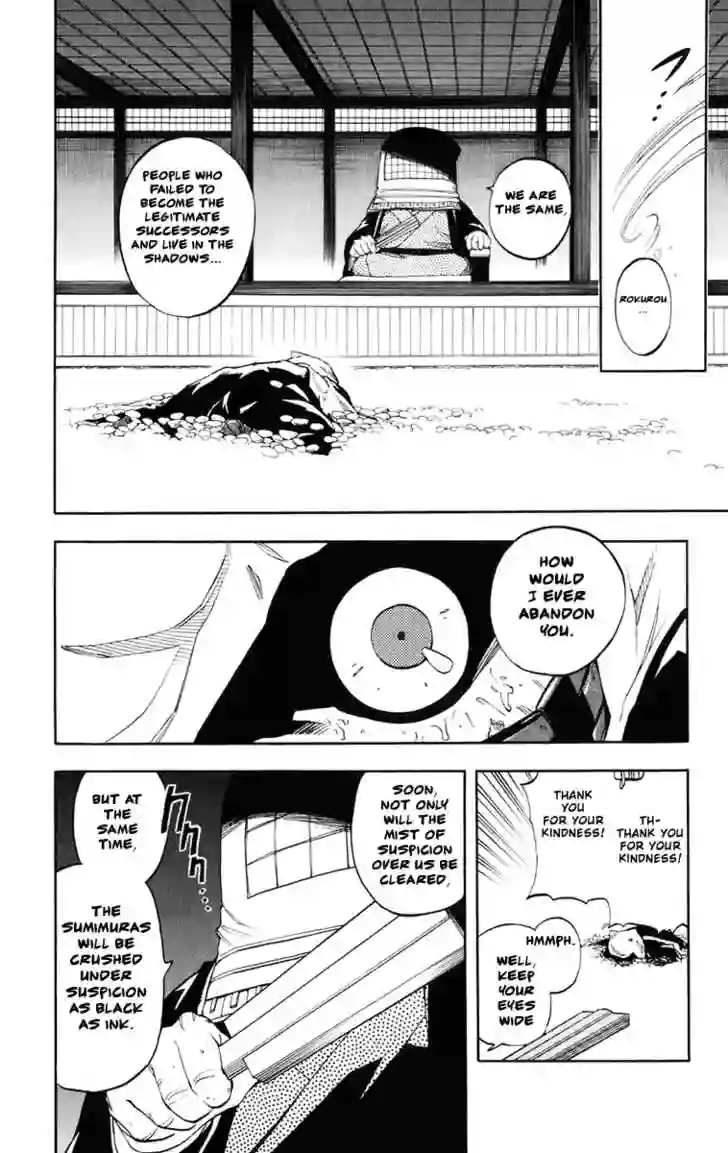 ROKUROU
...
WE ARE
THE SAME,
PEOPLE WHO
FAILED TO
BECOME THE
LEGITIMATE
SUCCESSORS
AND LIVE IN THE
SHADOWS...
HOW
WOULD
I EVER
ABANDON
YOU.
TH-
THANK YOU
FOR YOUR
KINDNESS!
THANK
YOU
FOR YOUR
KINDNESS!
HMMPH.
WELL,
KEEP
YOUR
EYES
WIDE
SOON,
NOT ONLY
WILL THE
MIST OF
SUSPICION
OVER US BE
CLEARED,
BUT AT
THE
SAME
TIME,
ククク...
THE
SUMIMURAS
WILL BE
CRUSHED
UNDER
SUSPICION
AS BLACK
AS INK.